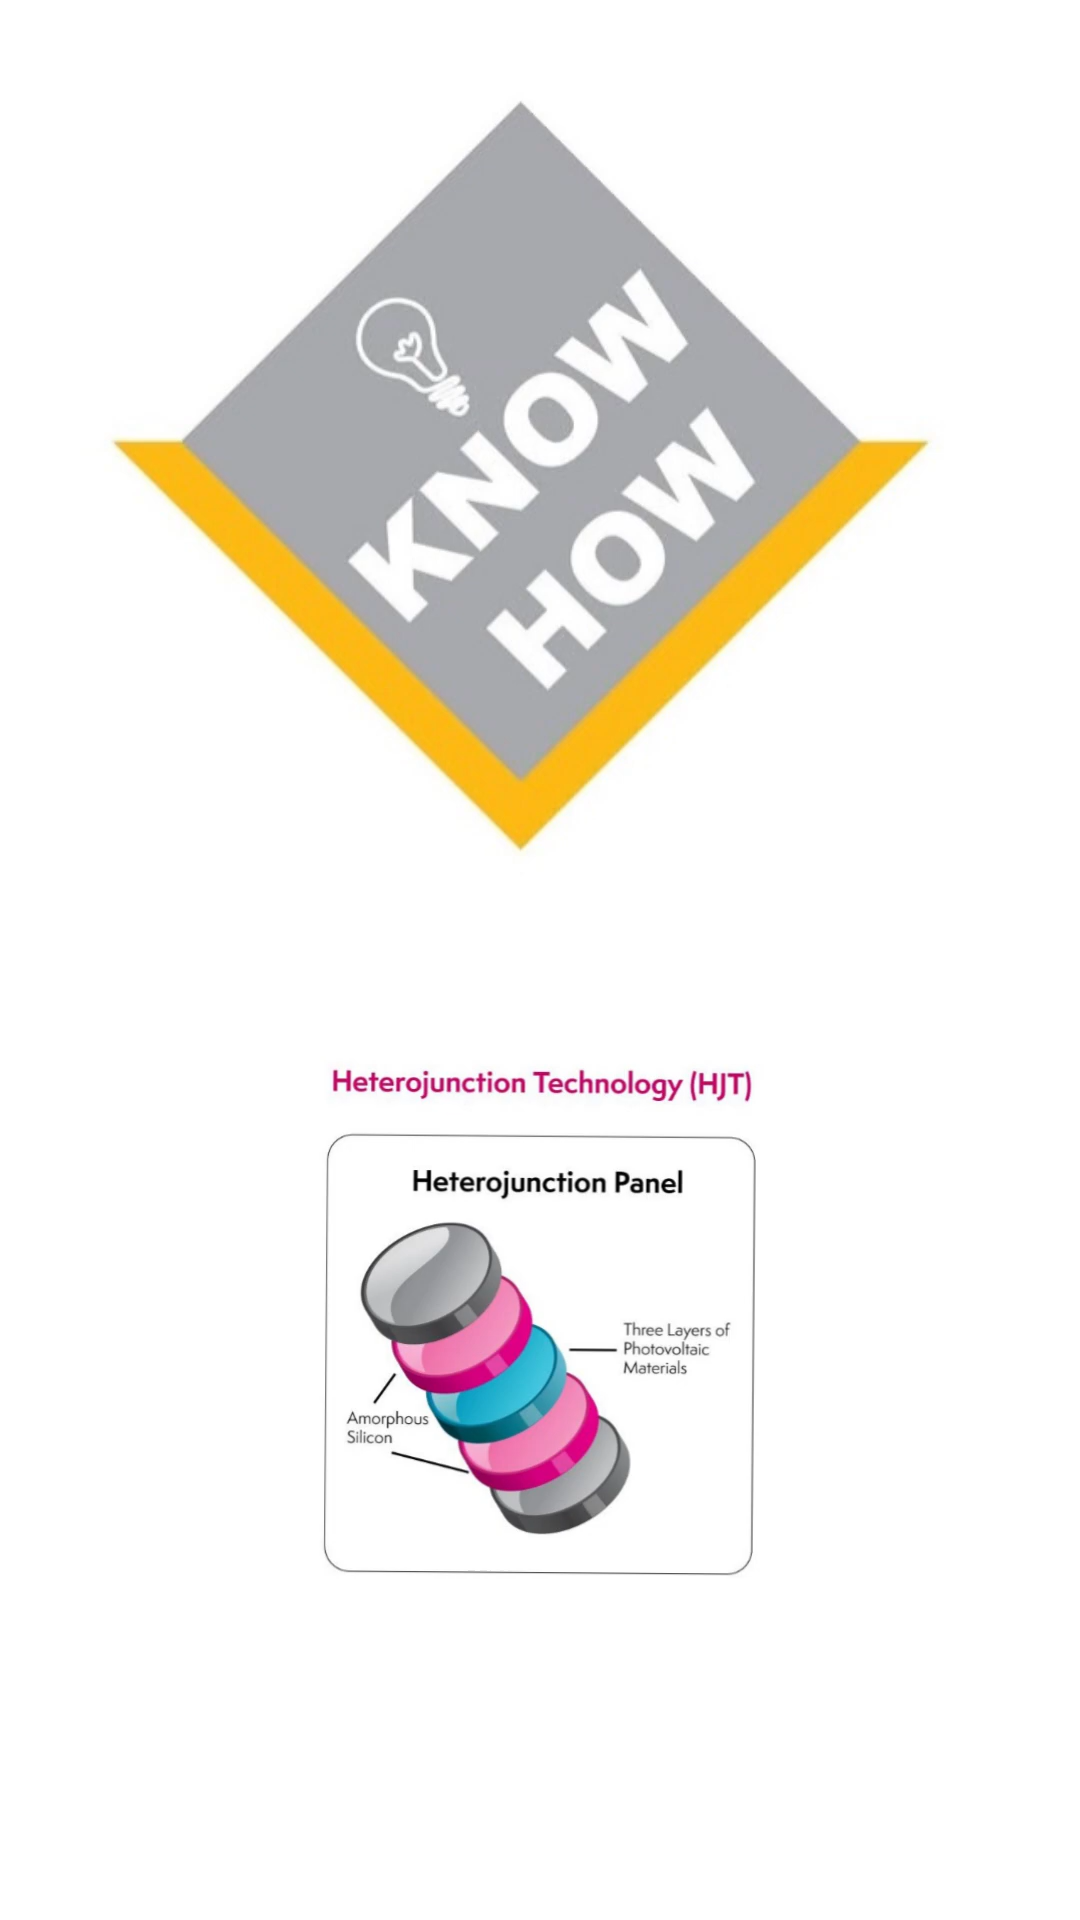 KNOW
HOW
Heterojunction Technology (HJT)
Heterojunction Panel
Three Layers of
Photovoltaic
Materials
Amorphous
Silicon